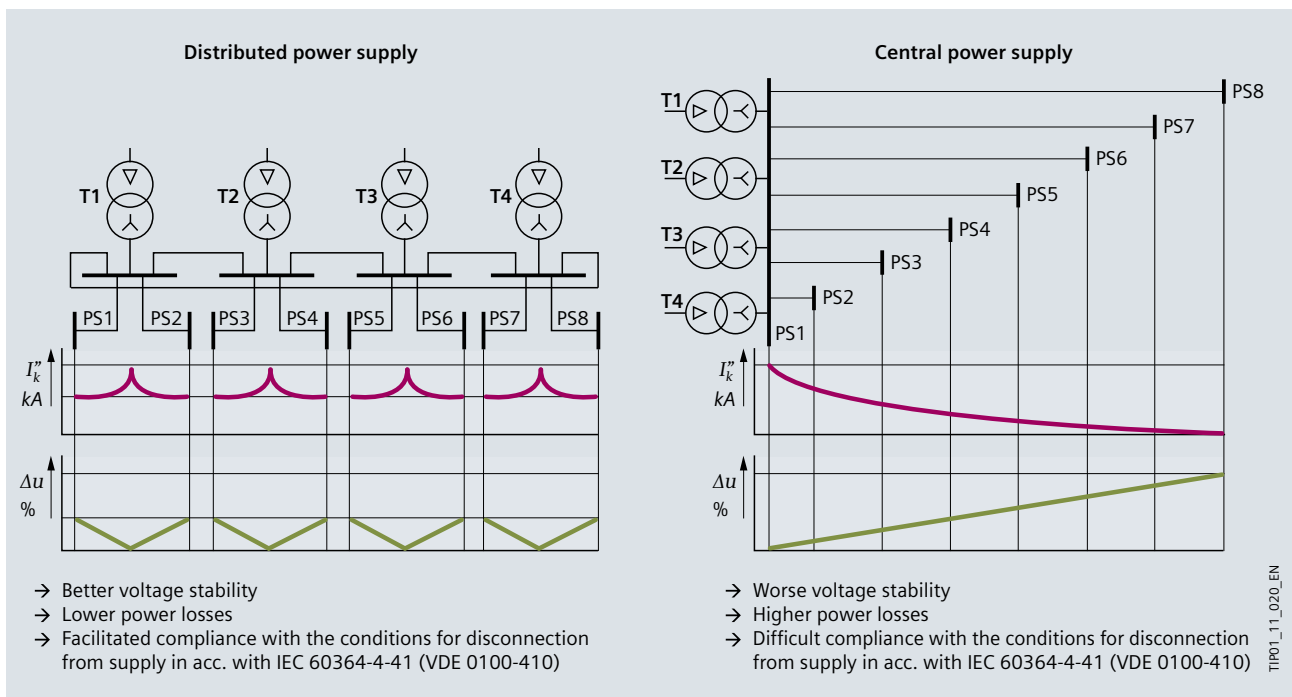 Distributed power supply
T1
T2
T3
T4
PS1
PS2
PS3
PS4
PS5
PS6
PS7
PS8
I"k
kA
Δu
%
→ Better voltage stability
→ Lower power losses
→ Facilitated compliance with the conditions for disconnection
from supply in acc. with IEC 60364-4-41 (VDE 0100-410)
Central power supply
T1
T2
T3
T4
PS8
PS7
PS6
PS5
PS4
PS3
PS2
PS1
I"k
kA
Δu
%
→ Worse voltage stability
→ Higher power losses
→ Difficult compliance with the conditions for disconnection
from supply in acc. with IEC 60364-4-41 (VDE 0100-410)
TIP01_11_020_EN